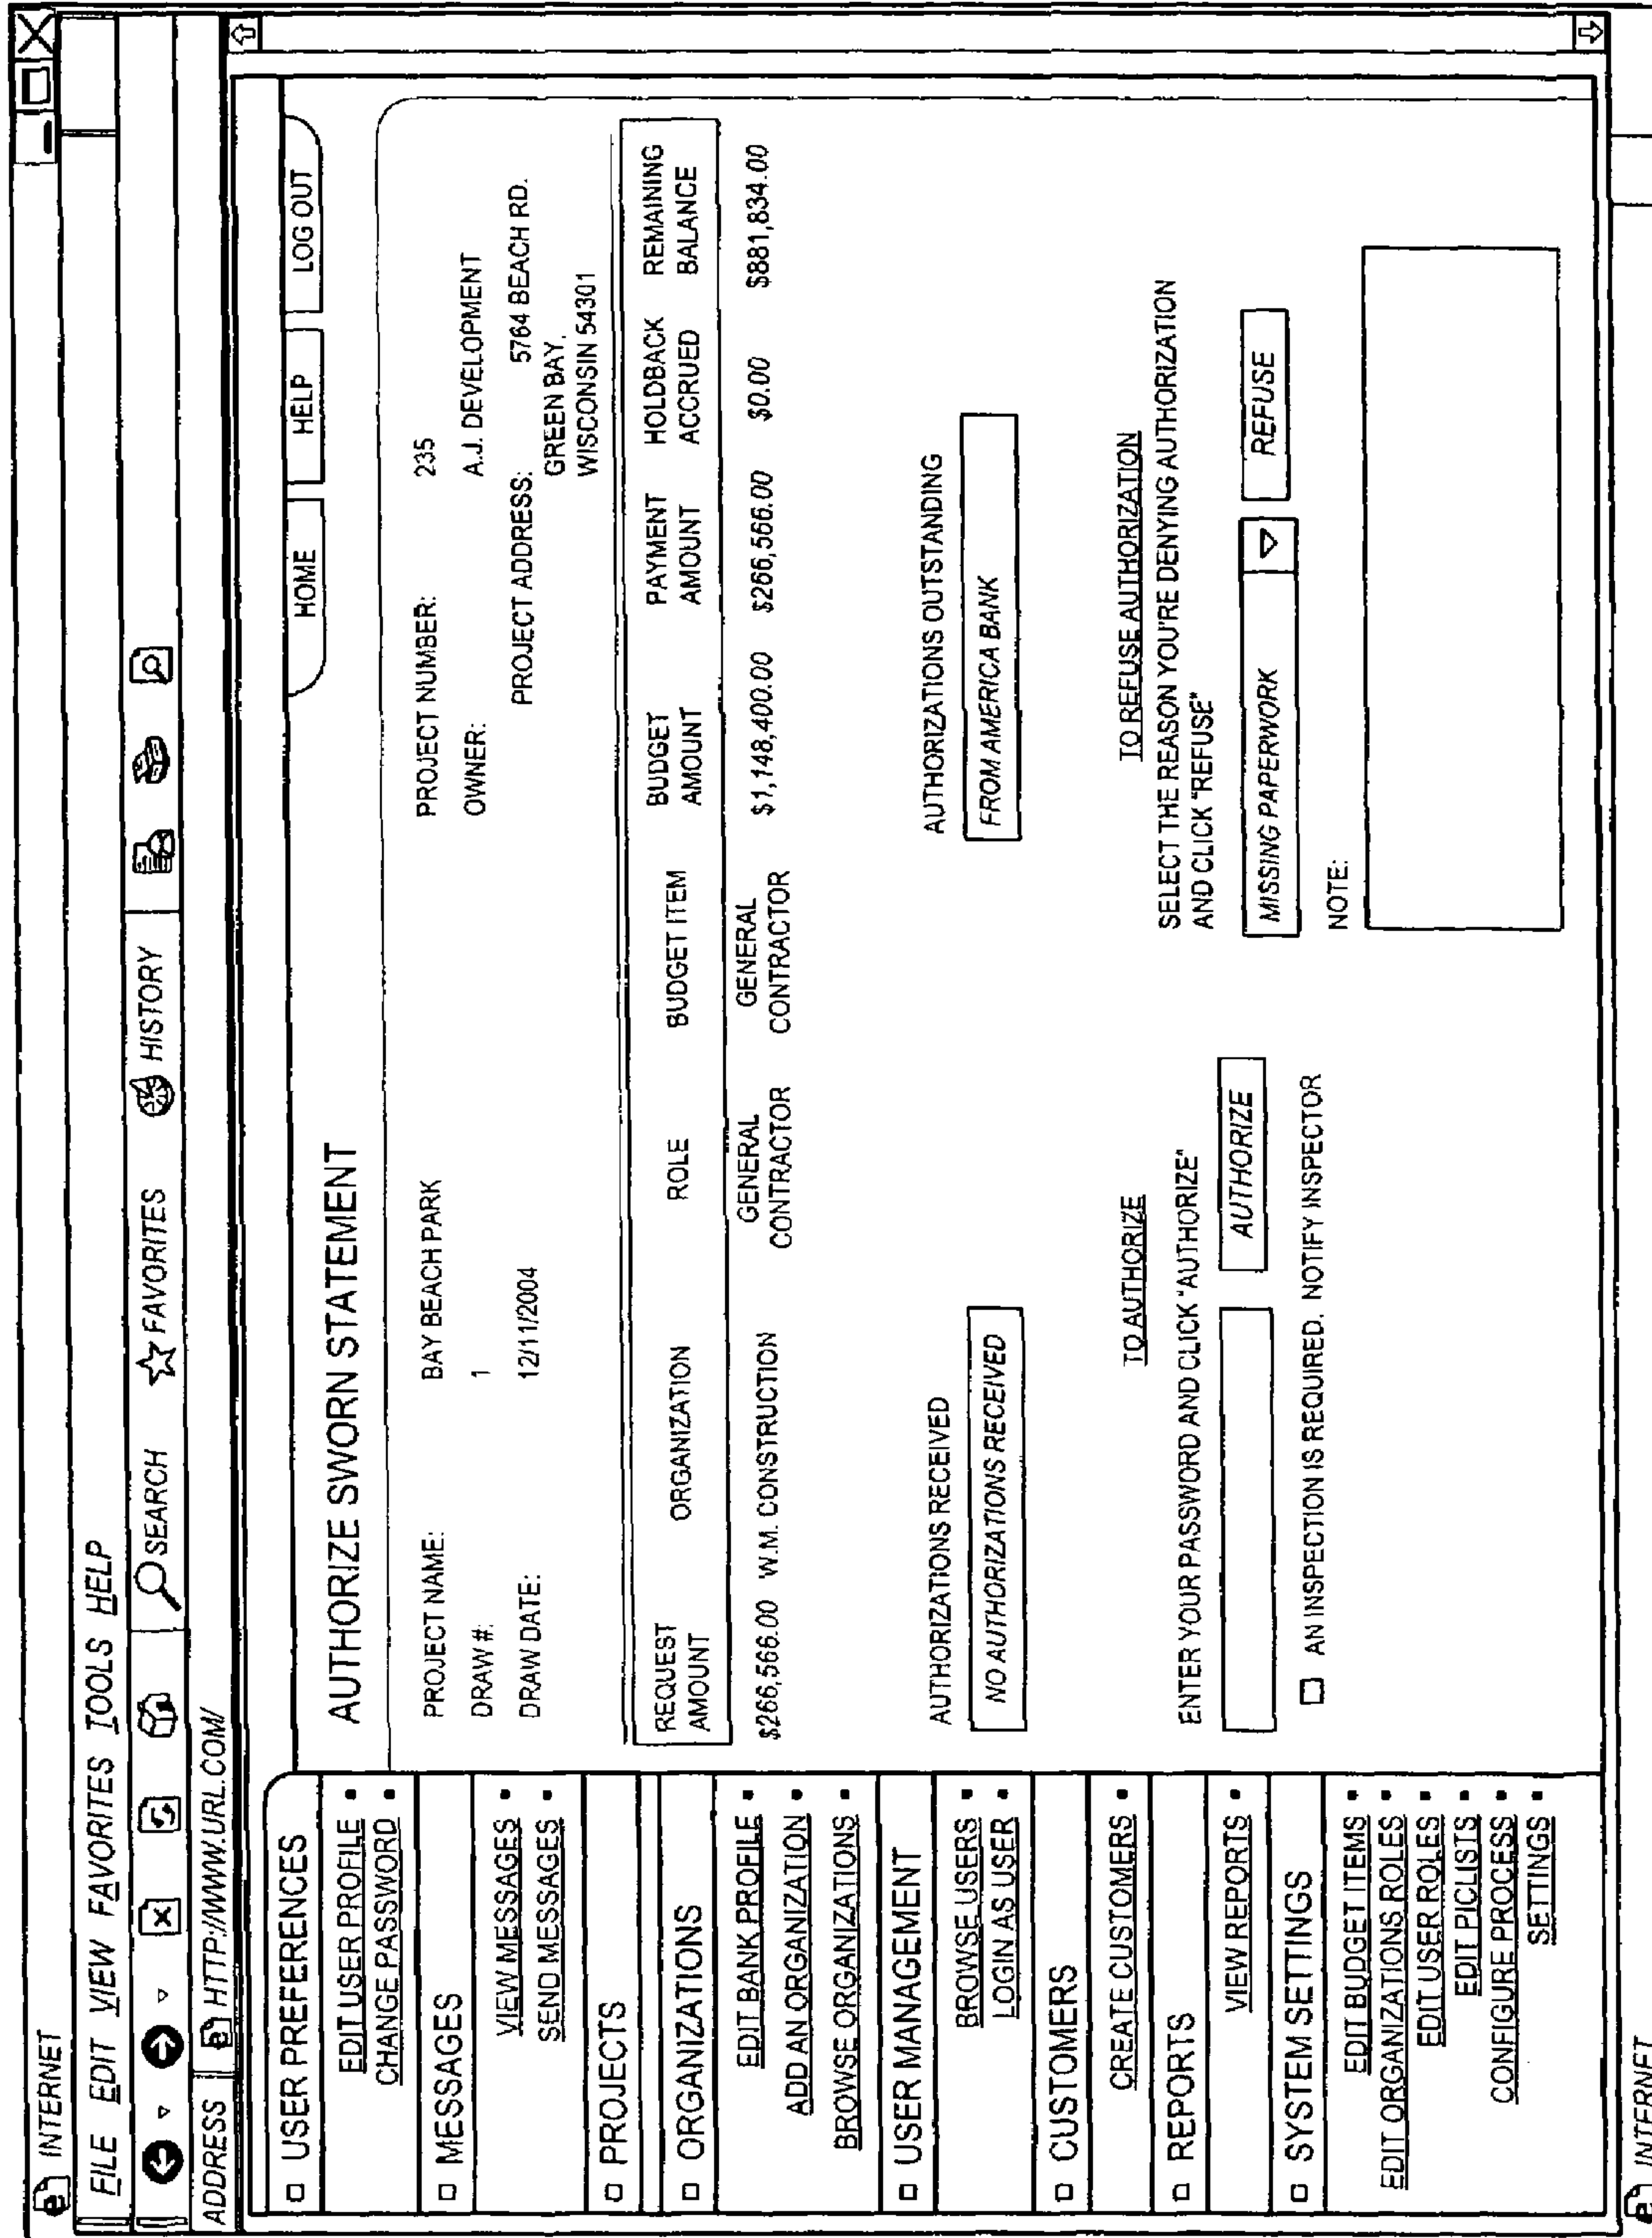 INTERNET
FILE EDIT VIEW FAVORITES TOOLS HELP
SEARCH FAVORITES HISTORY
ADDRESS HTTP://WWW.URL.COM/
HOME HELP LOG OUT
USER PREFERENCES
EDIT USER PROFILE
CHANGE PASSWORD
MESSAGES
VIEW MESSAGES
SEND MESSAGES
PROJECTS
ORGANIZATIONS
EDIT BANK PROFILE
ADD AN ORGANIZATION
BROWSE ORGANIZATIONS
USER MANAGEMENT
BROWSE USERS
LOGIN AS USER
CUSTOMERS
CREATE CUSTOMERS
REPORTS
VIEW REPORTS
SYSTEM SETTINGS
EDIT BUDGET ITEMS
EDIT ORGANIZATIONS ROLES
EDIT USER ROLES
EDIT PICLISTS
CONFIGURE PROCESS
SETTINGS
AUTHORIZE SWORN STATEMENT
PROJECT NAME: BAY BEACH PARK PROJECT NUMBER: 235
DRAW #: 1 OWNER: A.J. DEVELOPMENT
DRAW DATE: 12/11/2004 PROJECT ADDRESS: 5764 BEACH RD.
GREEN BAY,
WISCONSIN 54301
REQUEST ORGANIZATION ROLE BUDGET ITEM BUDGET PAYMENT HOLDBACK REMAINING
AMOUNT AMOUNT AMOUNT ACCRUED BALANCE
$266,566.00 W.M. CONSTRUCTION GENERAL GENERAL $1,148,400.00 $266,566.00 $0.00 $881,834.00
CONTRACTOR CONTRACTOR
AUTHORIZATIONS RECEIVED AUTHORIZATIONS OUTSTANDING
NO AUTHORIZATIONS RECEIVED FROM AMERICA BANK
TO AUTHORIZE TO REFUSE AUTHORIZATION
ENTER YOUR PASSWORD AND CLICK "AUTHORIZE" SELECT THE REASON YOU'RE DENYING AUTHORIZATION
AND CLICK "REFUSE"
AUTHORIZE MISSING PAPERWORK REFUSE
AN INSPECTION IS REQUIRED. NOTIFY INSPECTOR NOTE:
INTERNET